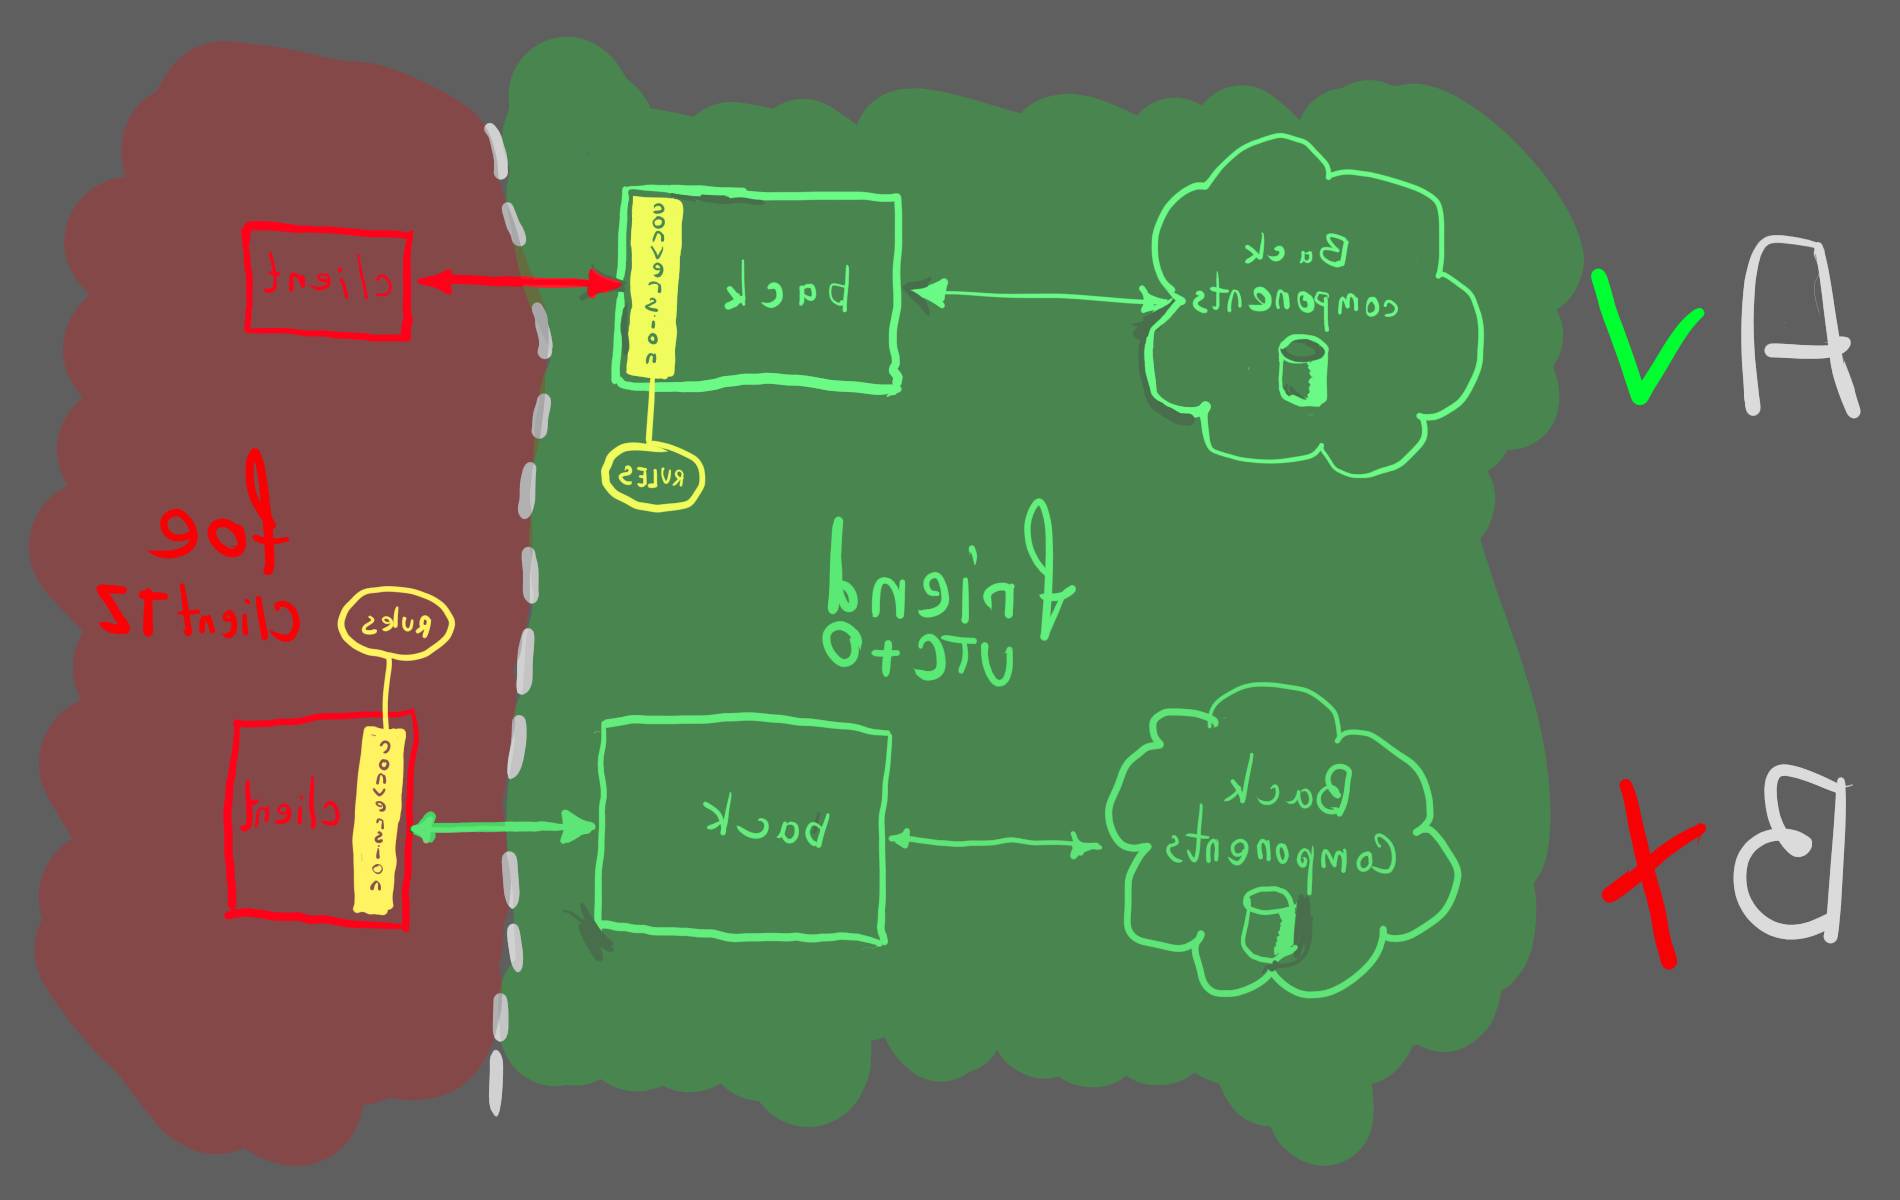 A
Back
components
back
conversion
client
RULES
friend
UTC+0
foe
Client TZ
Rules
B
Back
Components
back
conversion
client